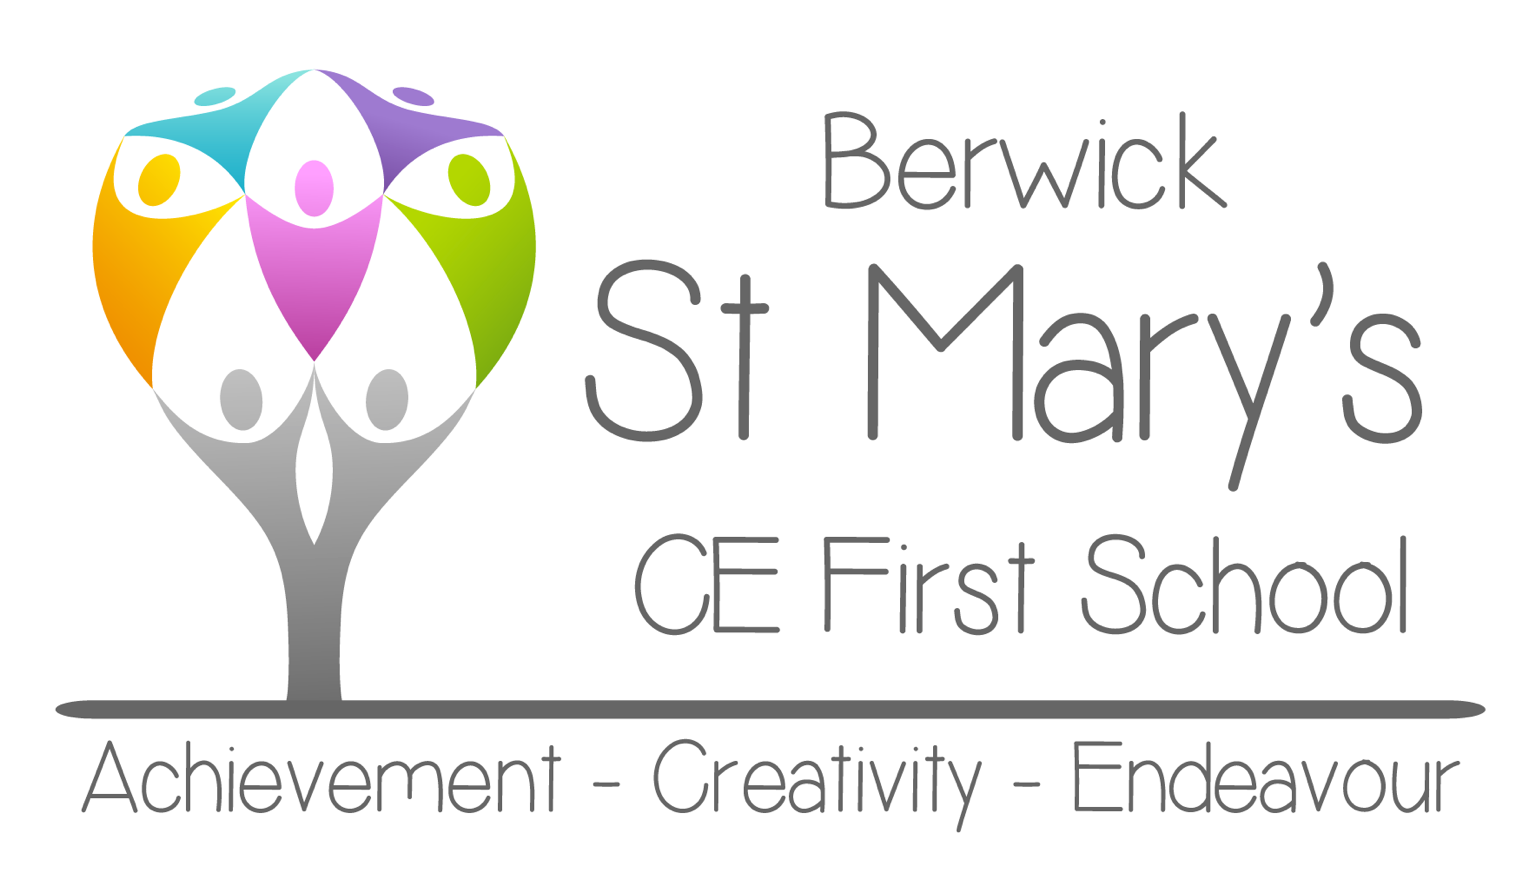 Berwick
St Mary's
CE First School
Achievement - Creativity - Endeavour